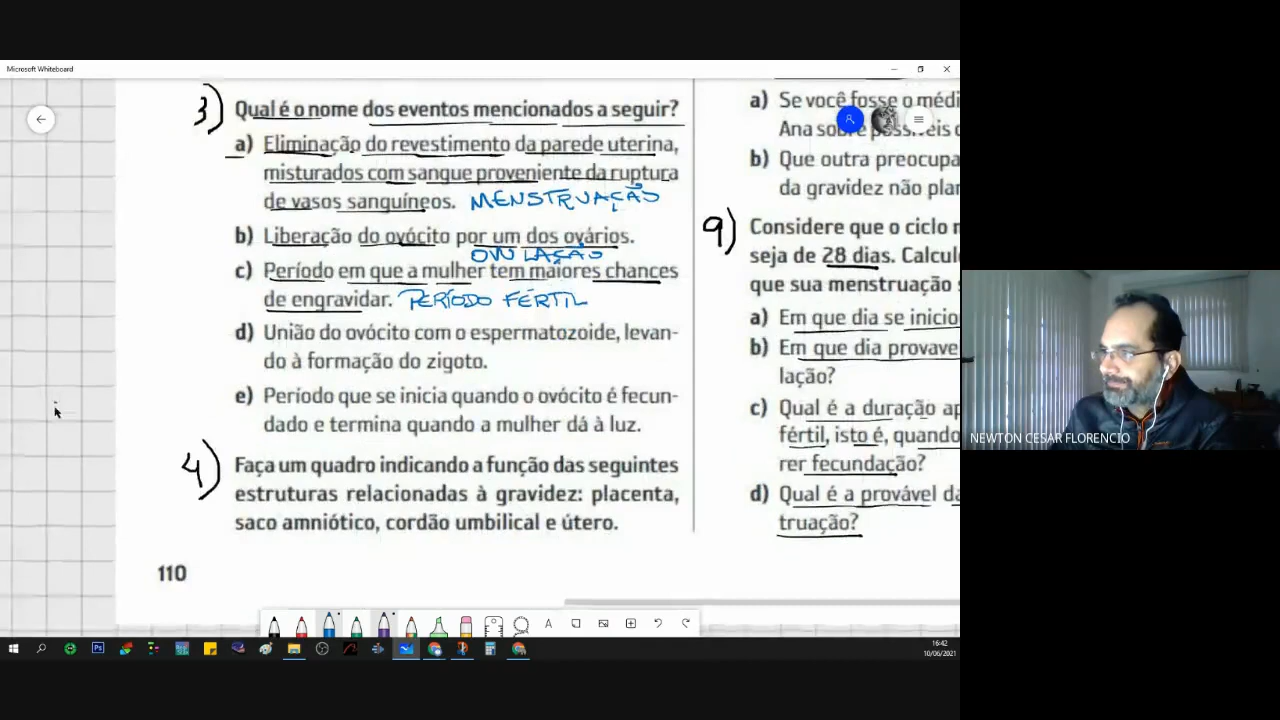 Microsoft Whiteboard
3) Qual é o nome dos eventos mencionados a seguir?
a) Eliminação do revestimento da parede uterina,
misturados com sangue proveniente da ruptura
de vasos sanguíneos. MENSTRUAÇÃO
b) Liberação do ovócito por um dos ovários.
OVULAÇÃO
c) Período em que a mulher tem maiores chances
de engravidar. PERÍODO FÉRTIL
d) União do ovócito com o espermatozoide, levan-
do à formação do zigoto.
e) Período que se inicia quando o ovócito é fecun-
dado e termina quando a mulher dá à luz.
4) Faça um quadro indicando a função das seguintes
estruturas relacionadas à gravidez: placenta,
saco amniótico, cordão umbilical e útero.
110
a) Se você fosse o médi
Ana sobre possíveis
b) Que outra preocupa
da gravidez não plan
9) Considere que o ciclo
seja de 28 dias. Calcul
que sua menstruação
a) Em que dia se inicio
b) Em que dia prováve
lação?
c) Qual é a duração ap
fértil, isto é, quando
rer fecundação?
d) Qual é a provável da
truação?
NEWTON CESAR FLORENCIO
16:42
10/06/2021